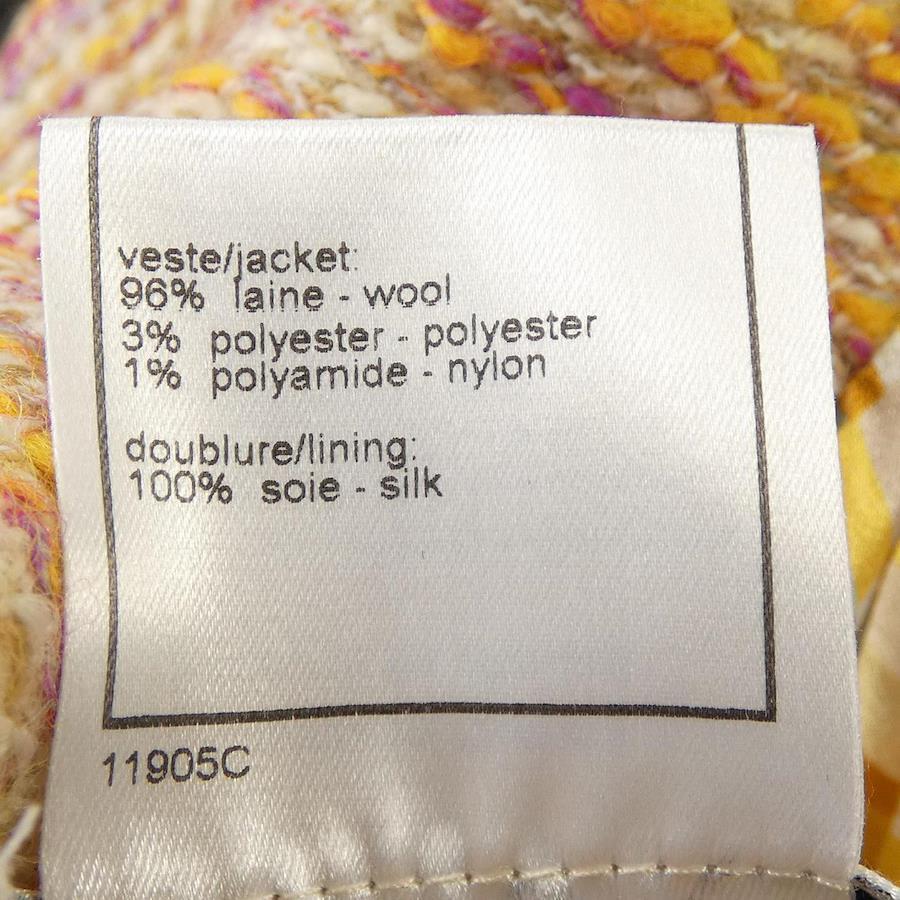 veste/jacket:
96% laine - wool
3% polyester - polyester
1% polyamide - nylon
doublure/lining:
100% soie - silk
11905C